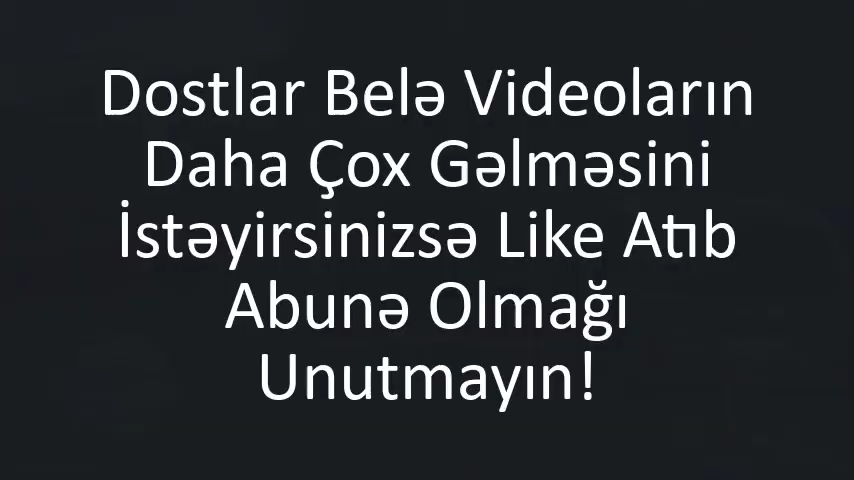 Dostlar Belə Videoların
Daha Çox Gəlməsini
İstəyirsinizsə Like Atıb
Abunə Olmağı
Unutmayın!